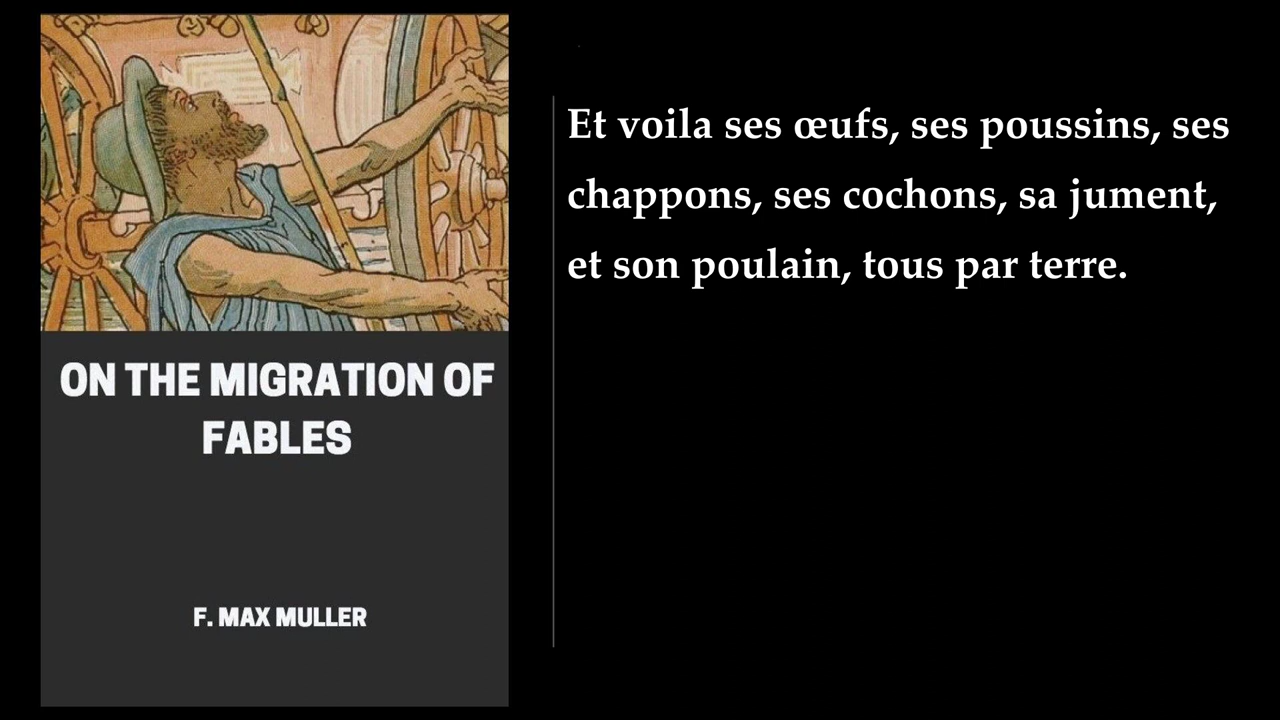 ON THE MIGRATION OF
FABLES
F. MAX MULLER
Et voila ses œufs, ses poussins, ses
chappons, ses cochons, sa jument,
et son poulain, tous par terre.